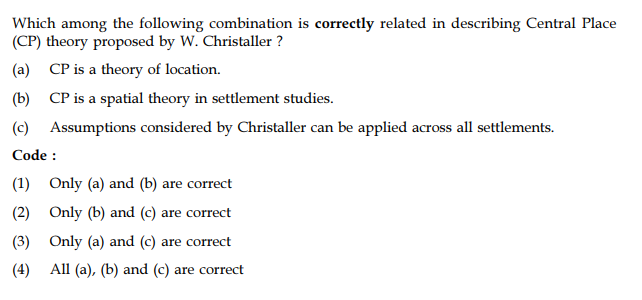 Which among the following combination is correctly related in describing Central Place
(CP) theory proposed by W. Christaller ?
(a) CP is a theory of location.
(b) CP is a spatial theory in settlement studies.
(c) Assumptions considered by Christaller can be applied across all settlements.
Code :
(1) Only (a) and (b) are correct
(2) Only (b) and (c) are correct
(3) Only (a) and (c) are correct
(4) All (a), (b) and (c) are correct